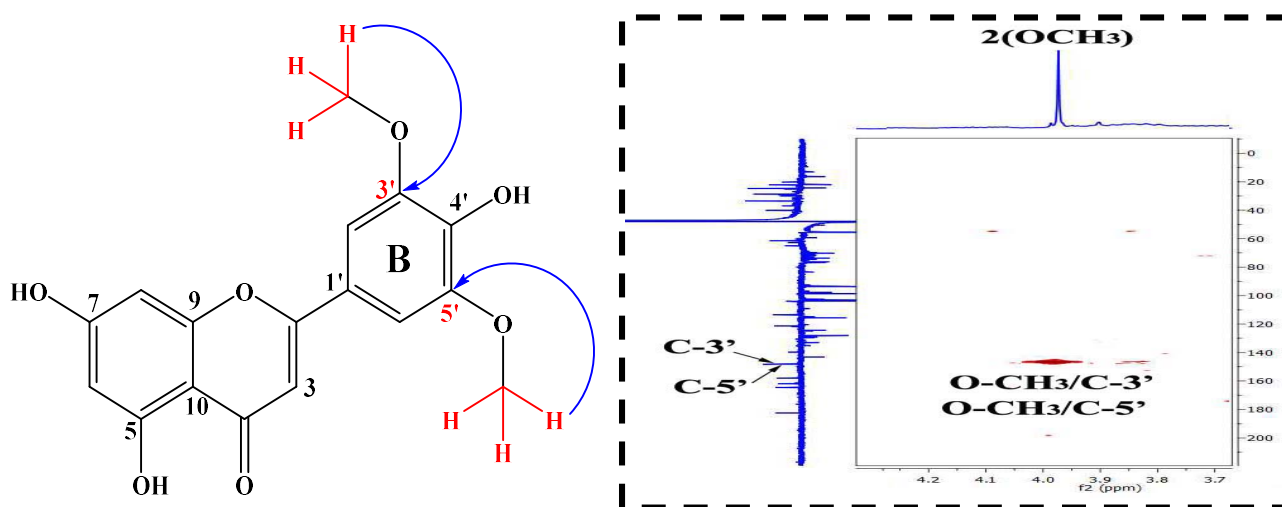 H
H
H
O
3'
4'
OH
B
1'
5'
O
HO
7
9
O
H
H
H
3
10
5
OH
O
2(OCH3)
0
20
40
60
80
100
120
140
160
180
200
C-3’
C-5’
O-CH3/C-3’
O-CH3/C-5’
4.2 4.1 4.0 3.9 3.8 3.7
f2 (ppm)